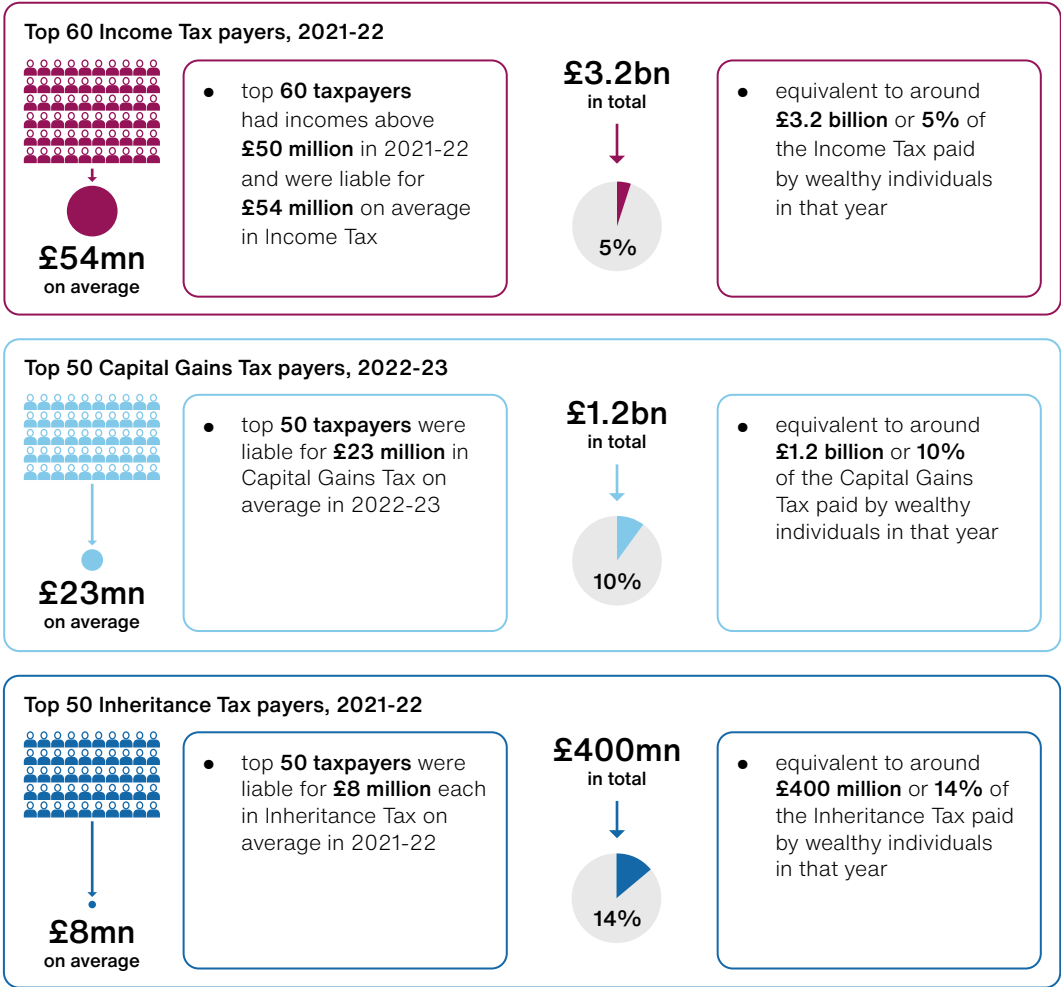 Top 60 Income Tax payers, 2021-22
£54mn
on average
• top 60 taxpayers
had incomes above
£50 million in 2021-22
and were liable for
£54 million on average
in Income Tax
£3.2bn
in total
5%
• equivalent to around
£3.2 billion or 5% of
the Income Tax paid
by wealthy individuals
in that year
Top 50 Capital Gains Tax payers, 2022-23
£23mn
on average
• top 50 taxpayers were
liable for £23 million in
Capital Gains Tax on
average in 2022-23
£1.2bn
in total
10%
• equivalent to around
£1.2 billion or 10%
of the Capital Gains
Tax paid by wealthy
individuals in that year
Top 50 Inheritance Tax payers, 2021-22
£8mn
on average
• top 50 taxpayers were
liable for £8 million each
in Inheritance Tax on
average in 2021-22
£400mn
in total
14%
• equivalent to around
£400 million or 14% of
the Inheritance Tax paid
by wealthy individuals
in that year